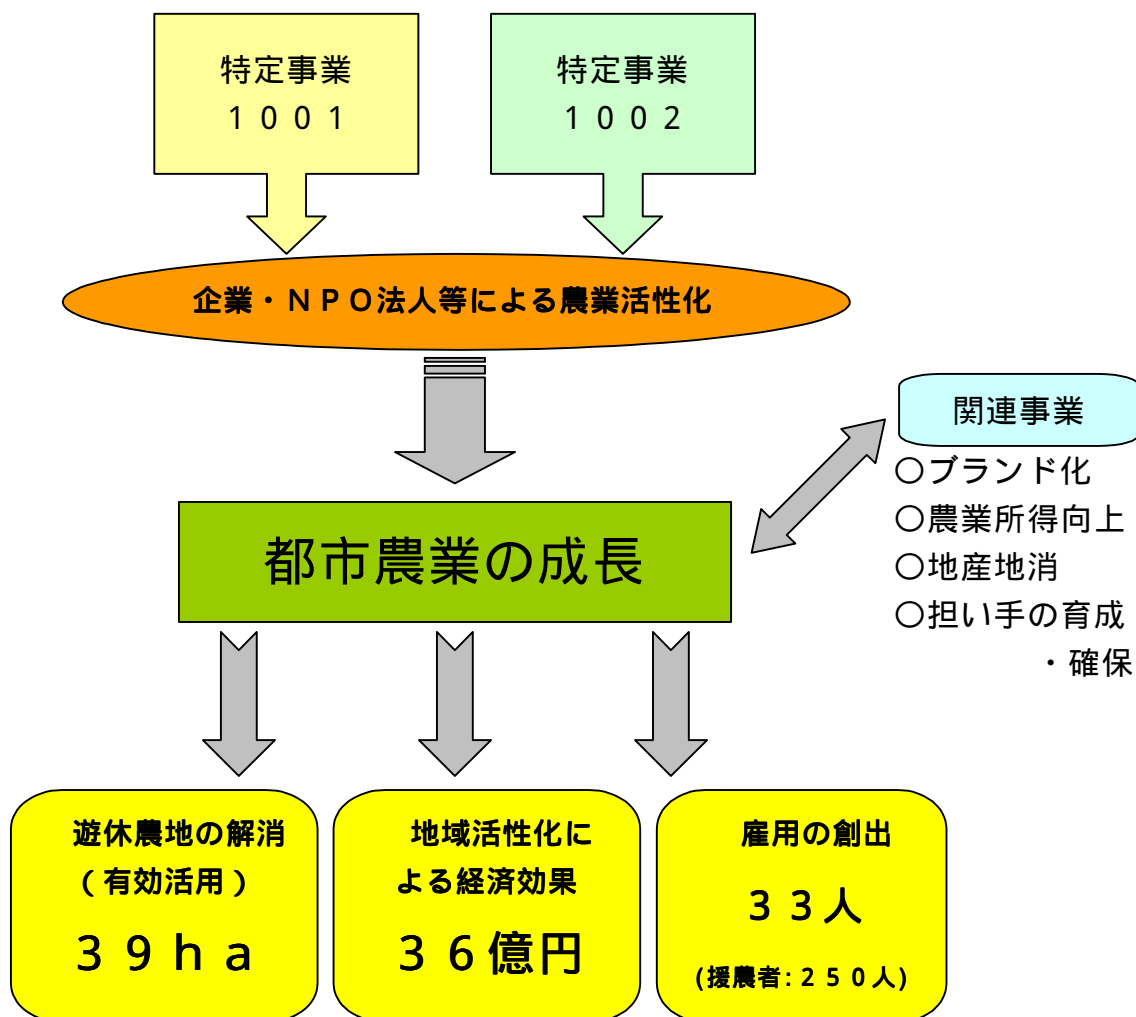 特定事業
1001
特定事業
1002
企業・NPO法人等による農業活性化
関連事業
○ブランド化
○農業所得向上
○地産地消
○担い手の育成
・確保
都市農業の成長
遊休農地の解消
(有効活用)
39ha
地域活性化に
よる経済効果
36億円
雇用の創出
33人
(援農者:250人)